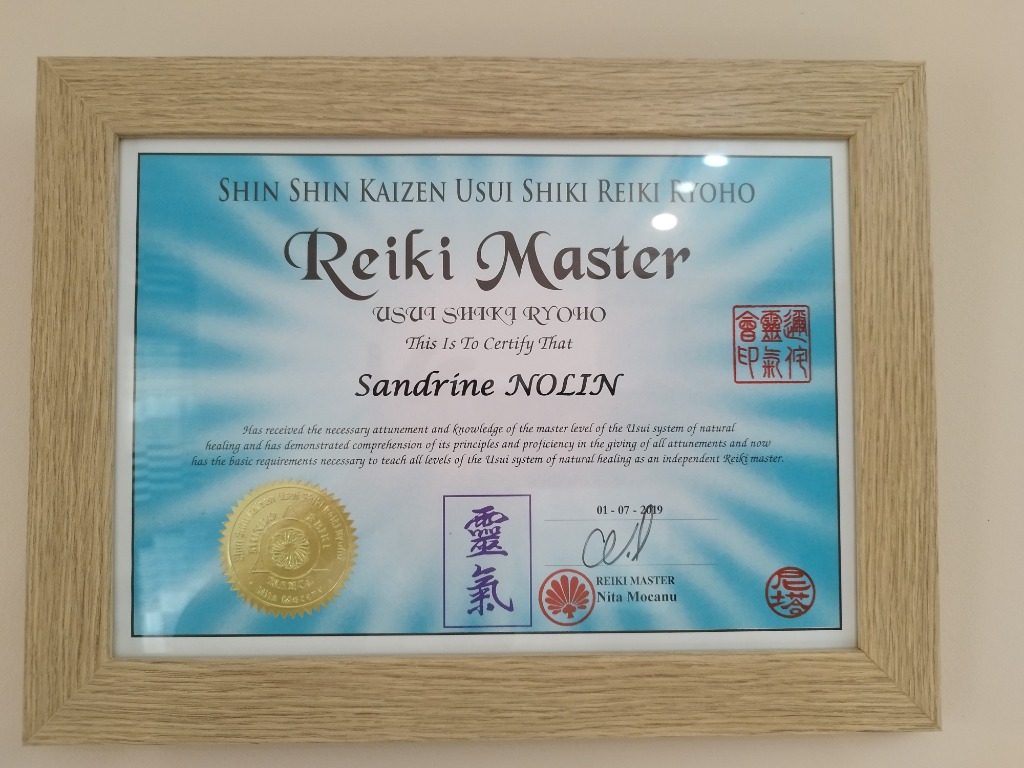 SHIN SHIN KAIZEN USUI SHIKI REIKI RYOHO
Reiki Master
USUI SHIKI RYOHO
This Is To Certify That
Sandrine NOLIN
Has received the necessary attunement and knowledge of the master level of the Usui system of natural
healing and has demonstrated comprehension of its principles and proficiency in the giving of all attunements and now
has the basic requirements necessary to teach all levels of the Usui system of natural healing as an independent Reiki master.
靈氣
01 - 07 - 2019
REIKI MASTER
Nita Mocanu
Nita Mocanu
尼塔